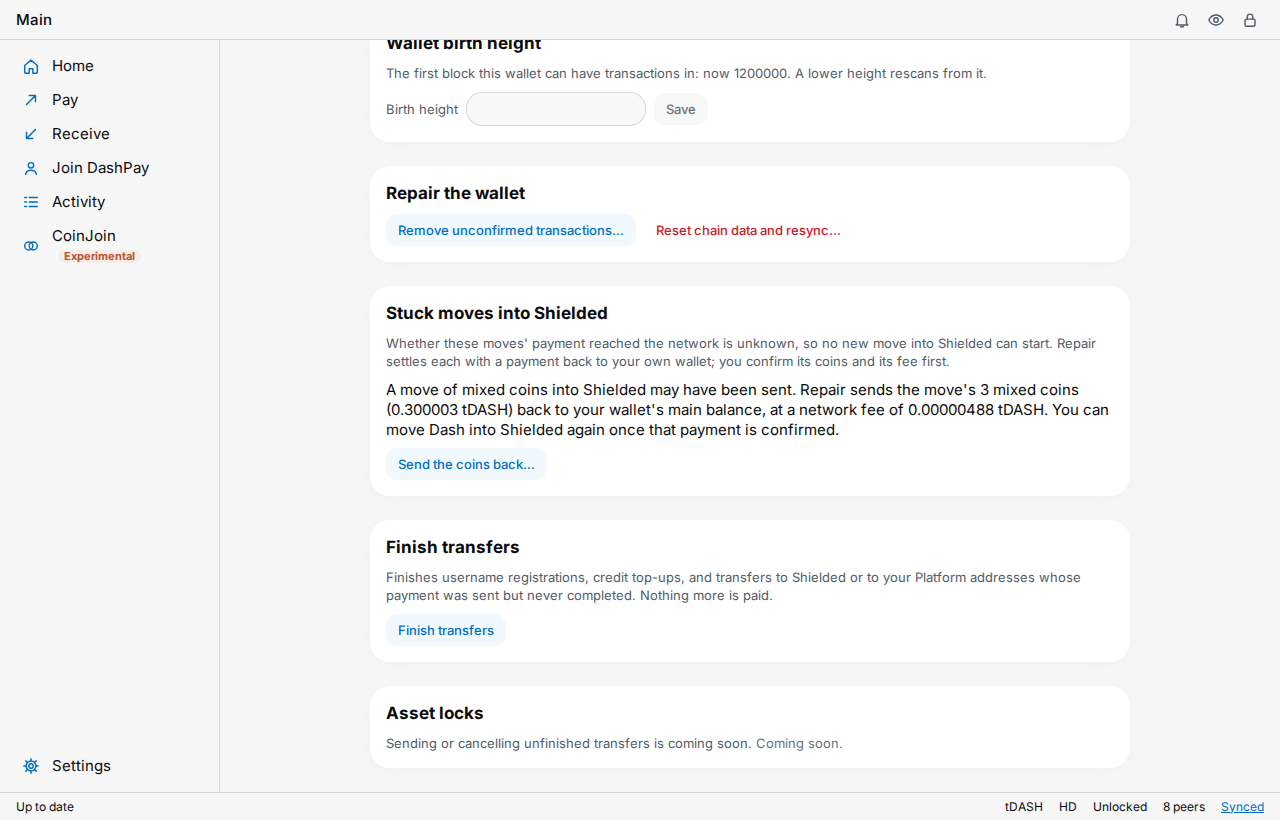 Main
Home
Pay
Receive
Join DashPay
Activity
CoinJoin
Experimental
Settings
Wallet birth height
The first block this wallet can have transactions in: now 1200000. A lower height rescans from it.
Birth height
Save
Repair the wallet
Remove unconfirmed transactions...
Reset chain data and resync...
Stuck moves into Shielded
Whether these moves' payment reached the network is unknown, so no new move into Shielded can start. Repair
settles each with a payment back to your own wallet; you confirm its coins and its fee first.
A move of mixed coins into Shielded may have been sent. Repair sends the move's 3 mixed coins
(0.300003 tDASH) back to your wallet's main balance, at a network fee of 0.00000488 tDASH. You can
move Dash into Shielded again once that payment is confirmed.
Send the coins back...
Finish transfers
Finishes username registrations, credit top-ups, and transfers to Shielded or to your Platform addresses whose
payment was sent but never completed. Nothing more is paid.
Finish transfers
Asset locks
Sending or cancelling unfinished transfers is coming soon. Coming soon.
Up to date
tDASH
HD
Unlocked
8 peers
Synced